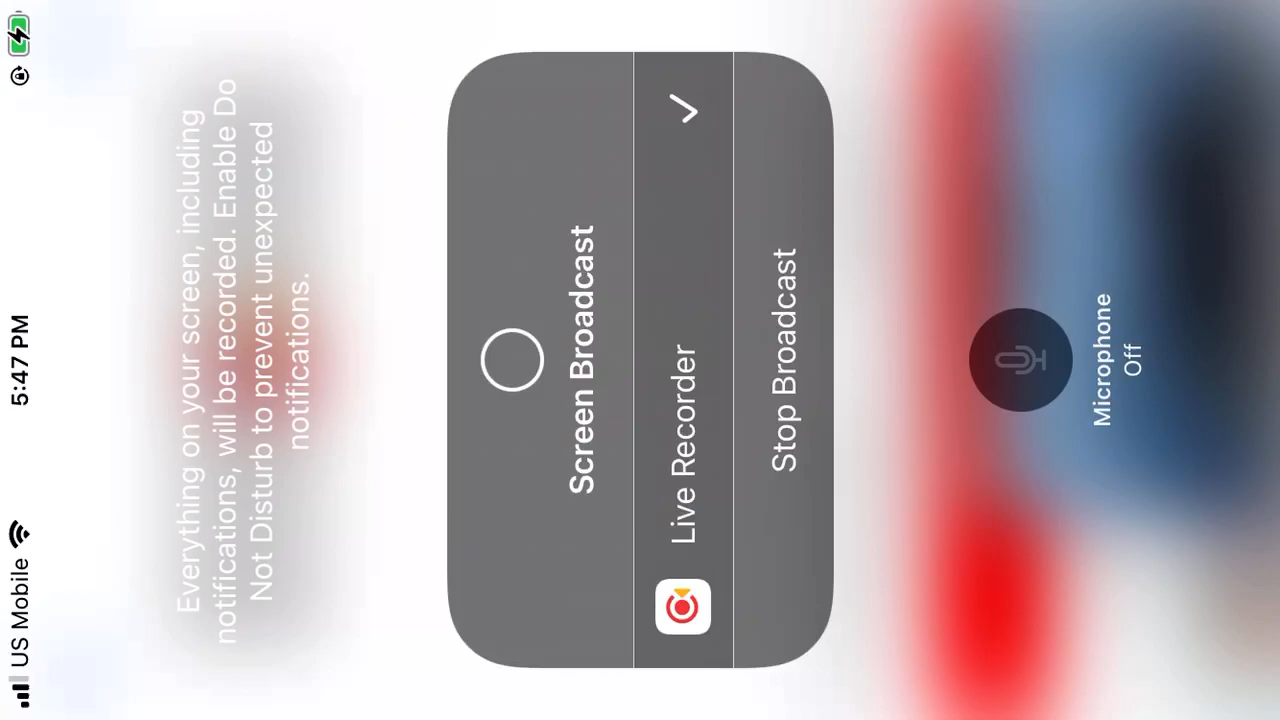 US Mobile 5:47 PM
Everything on your screen, including
notifications, will be recorded. Enable Do
Not Disturb to prevent unexpected
notifications.
Screen Broadcast
Live Recorder
Stop Broadcast
Microphone
Off